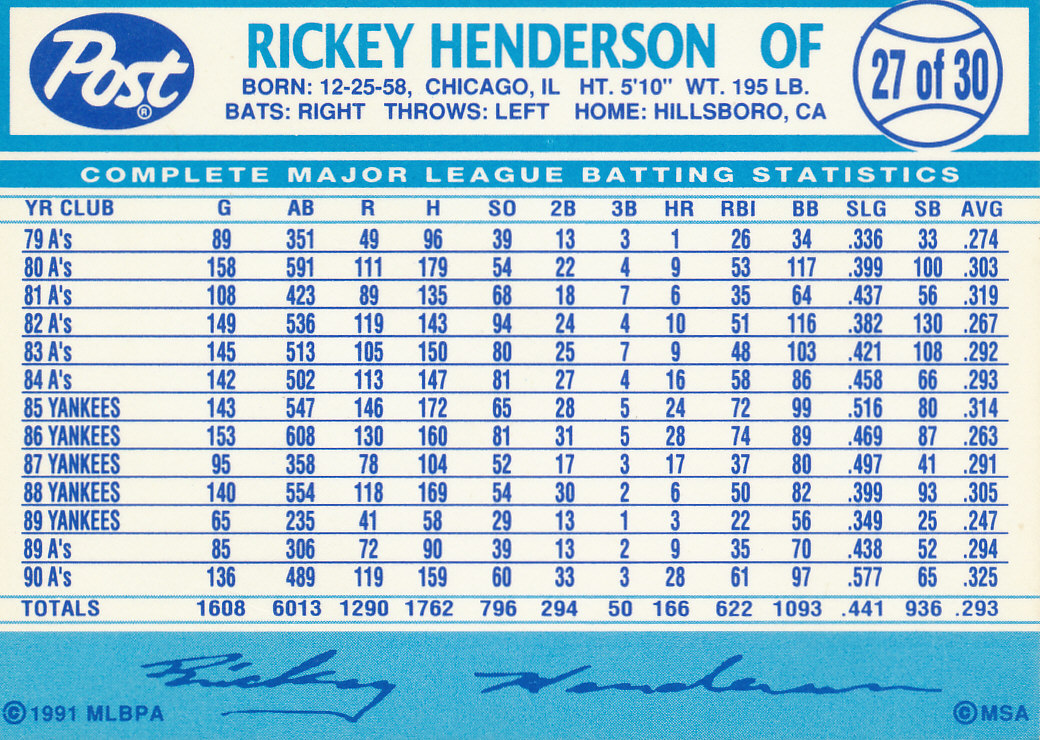 Post®
RICKEY HENDERSON OF
27 of 30
BORN: 12-25-58, CHICAGO, IL HT. 5'10" WT. 195 LB.
BATS: RIGHT THROWS: LEFT HOME: HILLSBORO, CA
COMPLETE MAJOR LEAGUE BATTING STATISTICS
YR CLUB G AB R H SO 2B 3B HR RBI BB SLG SB AVG
79 A's 89 351 49 96 39 13 3 1 26 34 .336 33 .274
80 A's 158 591 111 179 54 22 4 9 53 117 .399 100 .303
81 A's 108 423 89 135 68 18 7 6 35 64 .437 56 .319
82 A's 149 536 119 143 94 24 4 10 51 116 .382 130 .267
83 A's 145 513 105 150 80 25 7 9 48 103 .421 108 .292
84 A's 142 502 113 147 81 27 4 16 58 86 .458 66 .293
85 YANKEES 143 547 146 172 65 28 5 24 72 99 .516 80 .314
86 YANKEES 153 608 130 160 81 31 5 28 74 89 .469 87 .263
87 YANKEES 95 358 78 104 52 17 3 17 37 80 .497 41 .291
88 YANKEES 140 554 118 169 54 30 2 6 50 82 .399 93 .305
89 YANKEES 65 235 41 58 29 13 1 3 22 56 .349 25 .247
89 A's 85 306 72 90 39 13 2 9 35 70 .438 52 .294
90 A's 136 489 119 159 60 33 3 28 61 97 .577 65 .325
TOTALS 1608 6013 1290 1762 796 294 50 166 622 1093 .441 936 .293
Rickey Henderson
©1991 MLBPA ©MSA